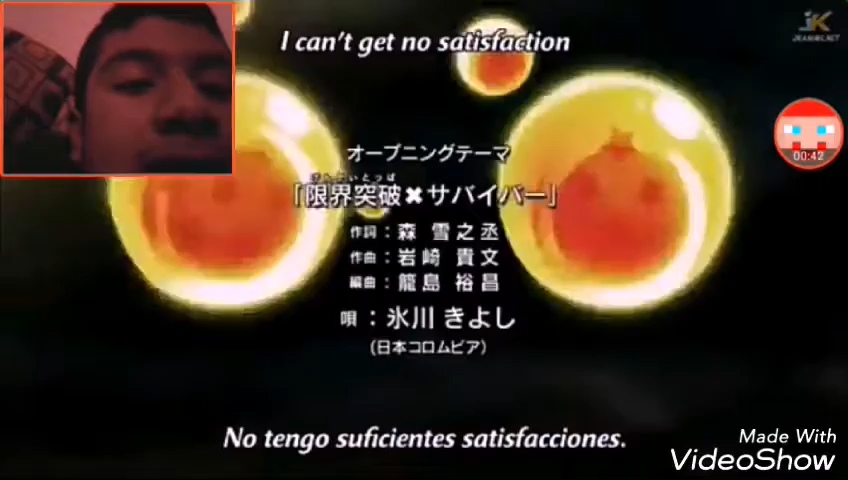 I can't get no satisfaction
JK
オープニングテーマ
げんかいとっぱ
「限界突破✖サバイバー」
00:42
作詞：森 雪之丞
作曲：岩崎 貴文
編曲：籠島 裕昌
唄：氷川 きよし
(日本コロムビア)
No tengo suficientes satisfacciones.
Made With
VideoShow